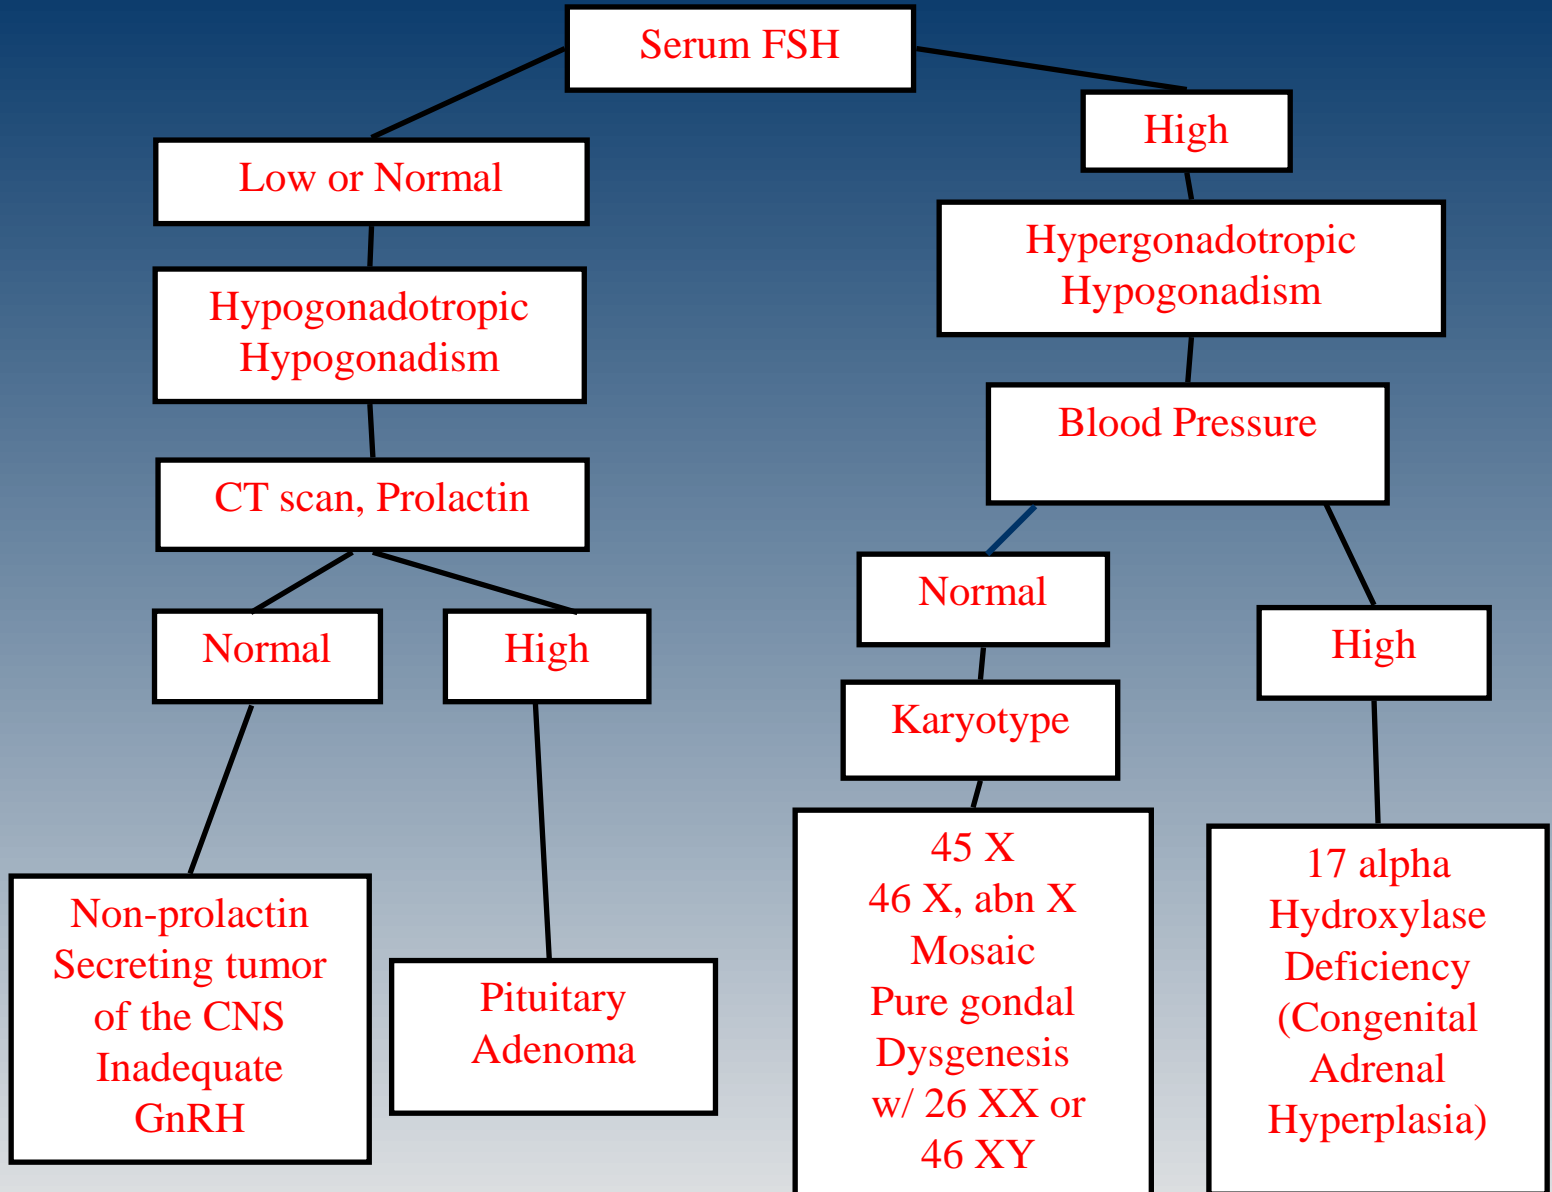 Serum FSH
High
Low or Normal
Hypergonadotropic
Hypogonadism
Hypogonadotropic
Hypogonadism
Blood Pressure
CT scan, Prolactin
Normal
High
Normal
High
Karyotype
Non-prolactin
Secreting tumor
of the CNS
Inadequate
GnRH
Pituitary
Adenoma
45 X
46 X, abn X
Mosaic
Pure gondal
Dysgenesis
w/ 26 XX or
46 XY
17 alpha
Hydroxylase
Deficiency
(Congenital
Adrenal
Hyperplasia)